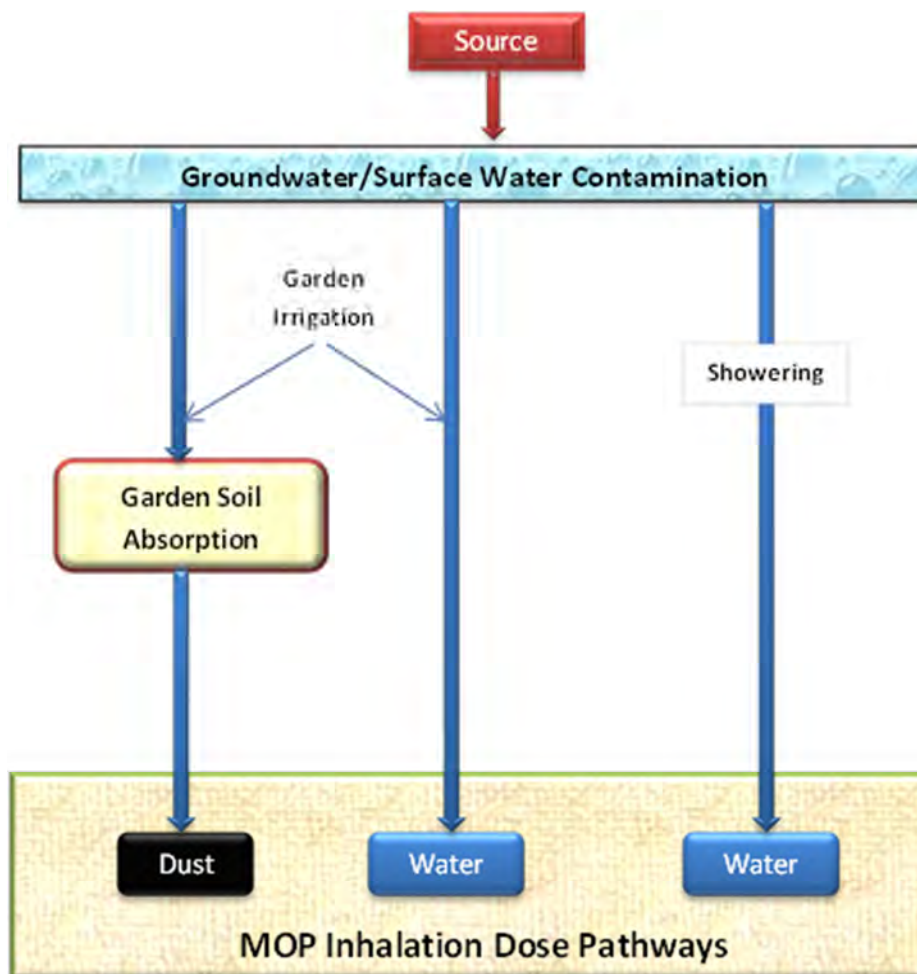 Source
Groundwater/Surface Water Contamination
Garden
Irrigation
Showering
Garden Soil
Absorption
Dust
Water
Water
MOP Inhalation Dose Pathways